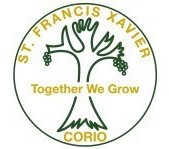 ST. FRANCIS XAVIER
Together We Grow
CORIO